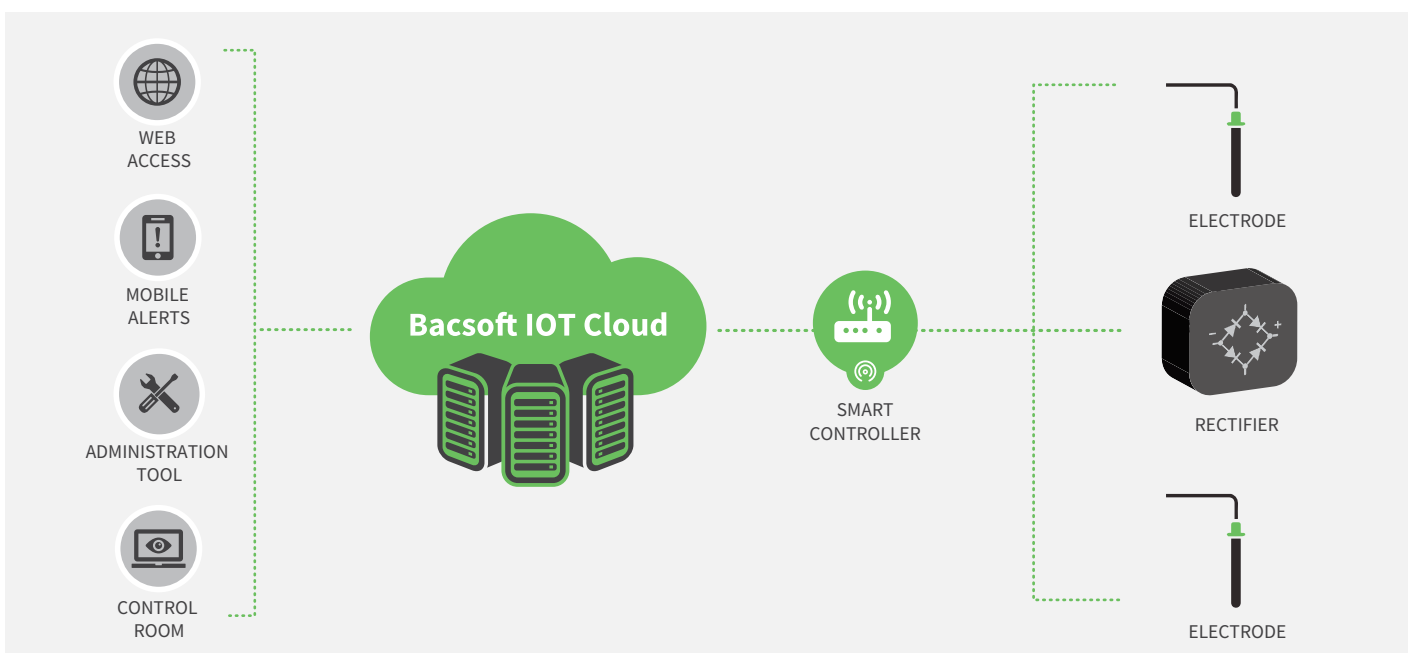 WEB
ACCESS
MOBILE
ALERTS
ADMINISTRATION
TOOL
CONTROL
ROOM
Bacsoft IOT Cloud
SMART
CONTROLLER
ELECTRODE
RECTIFIER
ELECTRODE